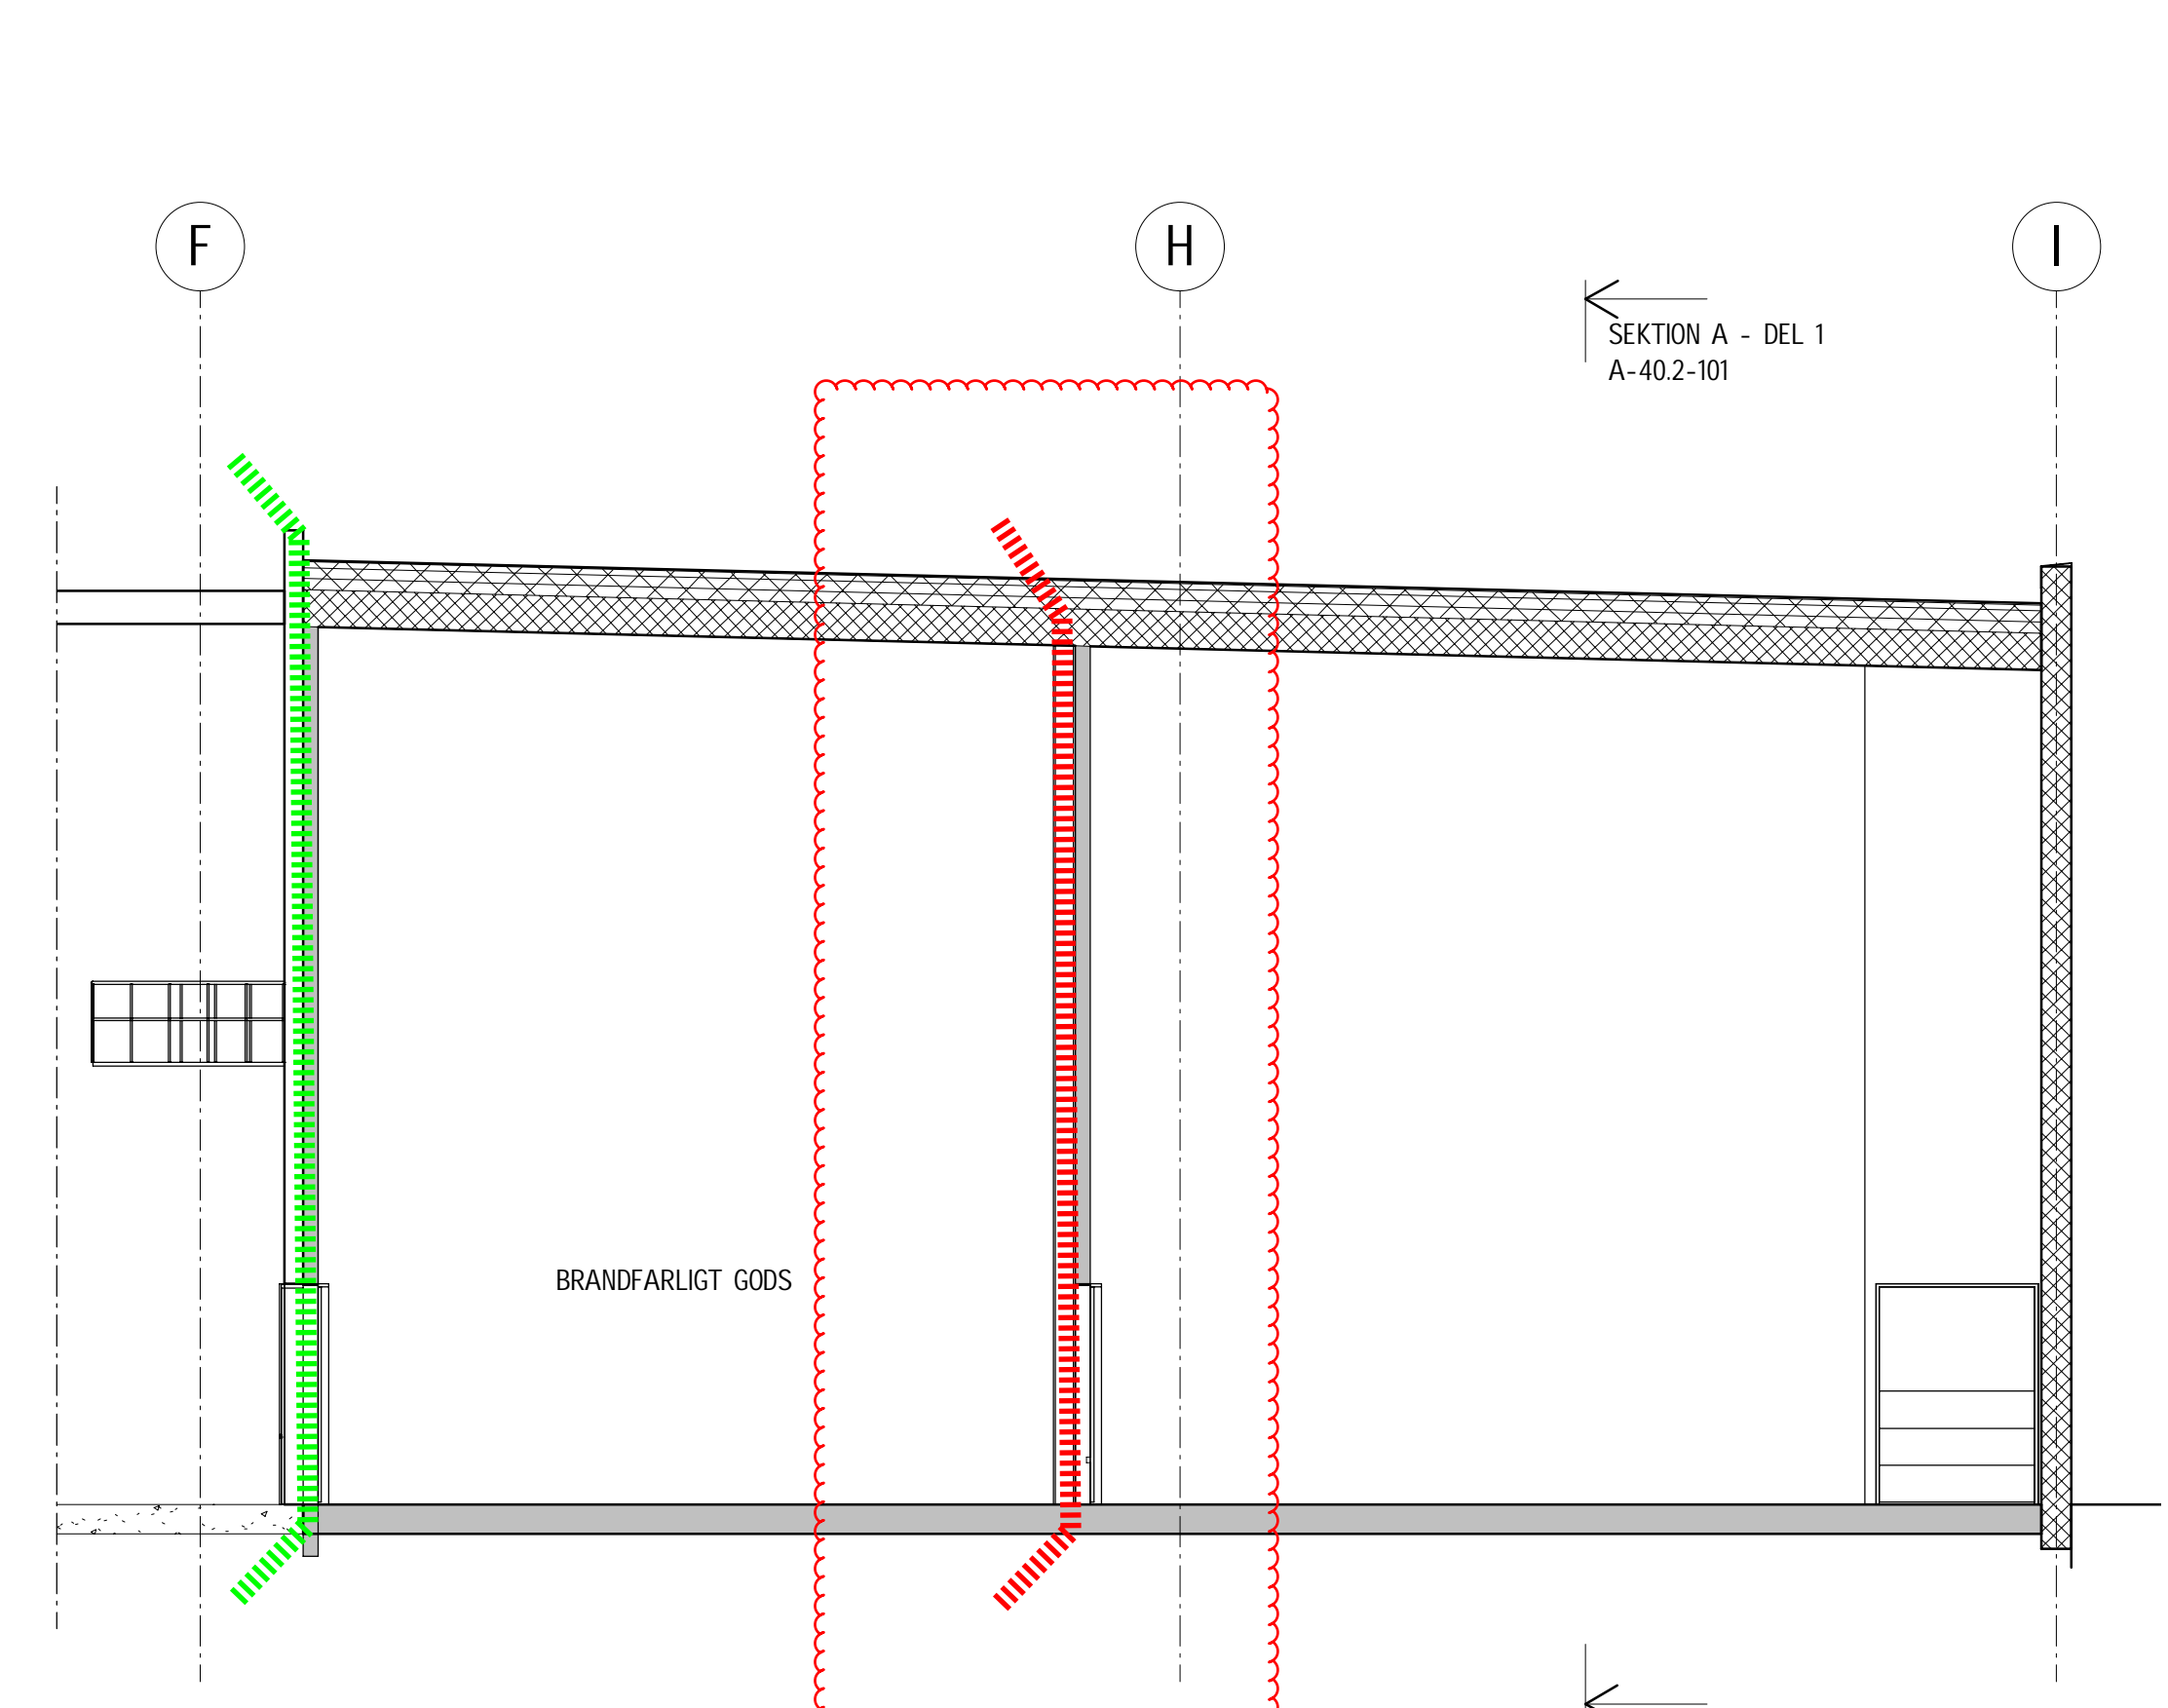 F
H
I
SEKTION A - DEL 1
A-40.2-101
BRANDFARLIGT GODS